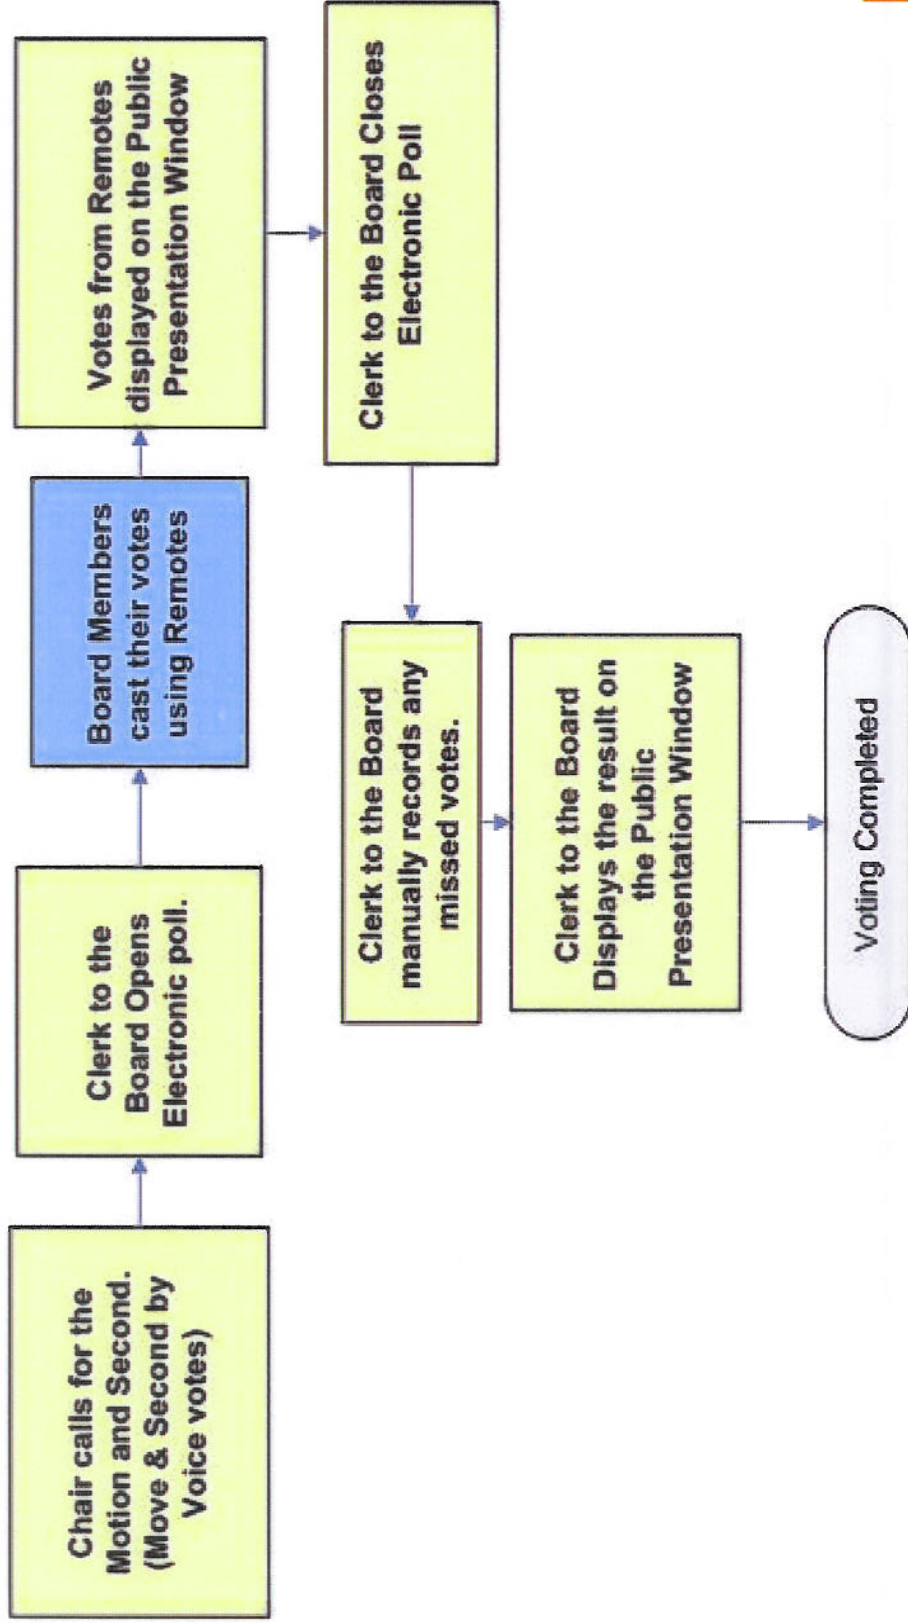 Chair calls for the
Motion and Second.
(Move & Second by
Voice votes)
Clerk to the
Board Opens
Electronic poll.
Board Members
cast their votes
using Remotes
Votes from Remotes
displayed on the Public
Presentation Window
Clerk to the Board Closes
Electronic Poll
Clerk to the Board
manually records any
missed votes.
Clerk to the Board
Displays the result on
the Public
Presentation Window
Voting Completed